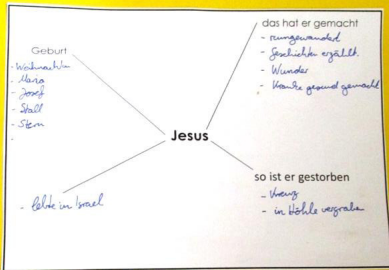 Geburt
- Weihnachten
- Maria
- Josef
- Stall
- Stern
-
das hat er gemacht
- rumgewandert
- Geschichten erzählt.
- Wunder
- Kranke gesund gemacht
Jesus
- lebte in Israel
so ist er gestorben
- Kreuz
- in Höhle vergraben